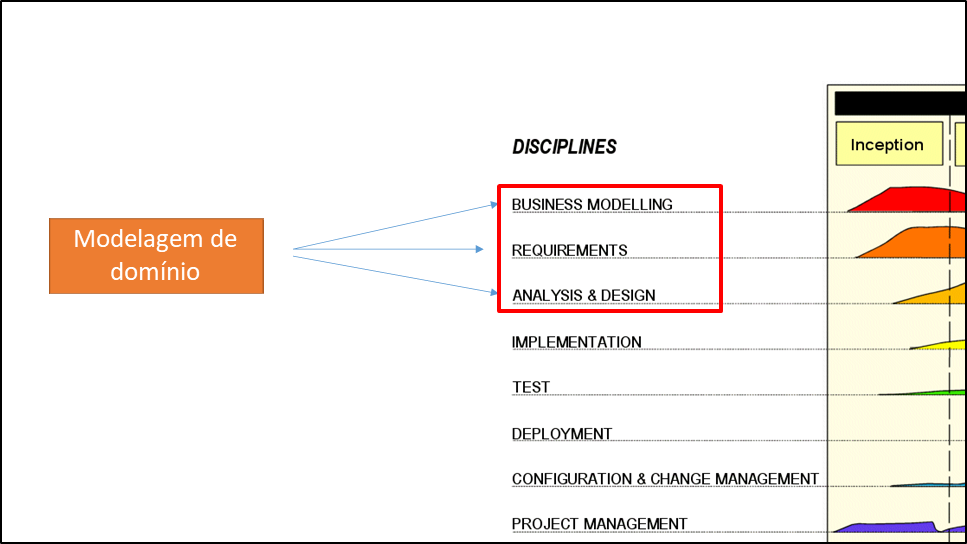 DISCIPLINES
Inception
BUSINESS MODELLING
Modelagem de
domínio
REQUIREMENTS
ANALYSIS & DESIGN
IMPLEMENTATION
TEST
DEPLOYMENT
CONFIGURATION & CHANGE MANAGEMENT
PROJECT MANAGEMENT